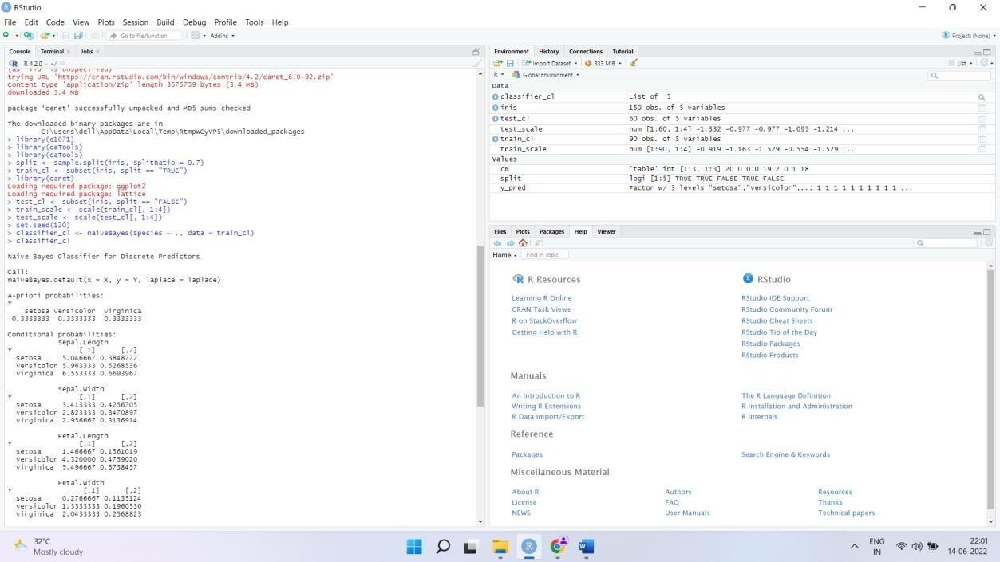 RStudio
File Edit Code View Plots Session Build Debug Profile Tools Help
Go to file/function Addins Project: (None)
Console Terminal Jobs
R 4.2.0 · ~/
(as 'lib' is unspecified)
trying URL 'https://cran.rstudio.com/bin/windows/contrib/4.2/caret_6.0-92.zip'
Content type 'application/zip' length 3575759 bytes (3.4 MB)
downloaded 3.4 MB
package 'caret' successfully unpacked and MD5 sums checked
The downloaded binary packages are in
C:\Users\dell\AppData\Local\Temp\RtmpWCyVP5\downloaded_packages
> library(e1071)
> library(caTools)
> library(caTools)
> split <- sample.split(iris, SplitRatio = 0.7)
> train_cl <- subset(iris, split == "TRUE")
> library(caret)
Loading required package: ggplot2
Loading required package: lattice
> test_cl <- subset(iris, split == "FALSE")
> train_scale <- scale(train_cl[, 1:4])
> test_scale <- scale(test_cl[, 1:4])
> set.seed(120)
> classifier_cl <- naiveBayes(Species ~ ., data = train_cl)
> classifier_cl
Naive Bayes Classifier for Discrete Predictors
Call:
naiveBayes.default(x = X, y = Y, laplace = laplace)
A-priori probabilities:
Y
setosa versicolor virginica
0.3333333 0.3333333 0.3333333
Conditional probabilities:
Sepal.Length
Y [,1] [,2]
setosa 5.046667 0.3848272
versicolor 5.963333 0.5268536
virginica 6.553333 0.6693967
Sepal.Width
Y [,1] [,2]
setosa 3.413333 0.4256705
versicolor 2.823333 0.3470897
virginica 2.956667 0.3136914
Petal.Length
Y [,1] [,2]
setosa 1.466667 0.1561019
versicolor 4.320000 0.4759020
virginica 5.496667 0.5738457
Petal.Width
Y [,1] [,2]
setosa 0.2766667 0.1135124
versicolor 1.3533333 0.1960530
virginica 2.0433333 0.2568823
Environment History Connections Tutorial
Import Dataset 333 MiB List
R Global Environment
Data
classifier_cl List of 5
iris 150 obs. of 5 variables
test_cl 60 obs. of 5 variables
test_scale num [1:60, 1:4] -1.332 -0.977 -0.977 -1.095 -1.214 ...
train_cl 90 obs. of 5 variables
train_scale num [1:90, 1:4] -0.919 -1.163 -1.529 -0.554 -1.529 ...
Values
cm 'table' int [1:3, 1:3] 20 0 0 0 19 2 0 1 18
split logi [1:5] TRUE TRUE FALSE TRUE FALSE
y_pred Factor w/ 3 levels "setosa","versicolor",..: 1 1 1 1 1 1 1 1 1 1 ...
Files Plots Packages Help Viewer
Home Find in Topic
R Resources
Learning R Online
CRAN Task Views
R on StackOverflow
Getting Help with R
RStudio
RStudio IDE Support
RStudio Community Forum
RStudio Cheat Sheets
RStudio Tip of the Day
RStudio Packages
RStudio Products
Manuals
An Introduction to R The R Language Definition
Writing R Extensions R Installation and Administration
R Data Import/Export R Internals
Reference
Packages Search Engine & Keywords
Miscellaneous Material
About R Authors Resources
License FAQ Thanks
NEWS User Manuals Technical papers
32°C
Mostly cloudy
ENG
IN
22:01
14-06-2022